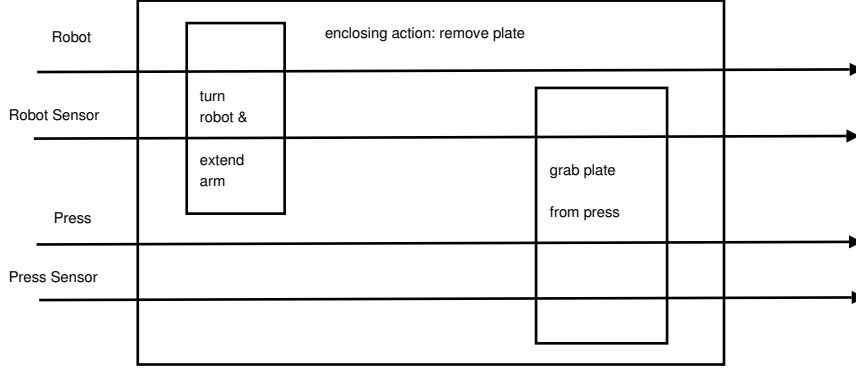 Robot
enclosing action: remove plate
turn
robot &
Robot Sensor
extend
arm
grab plate
from press
Press
Press Sensor